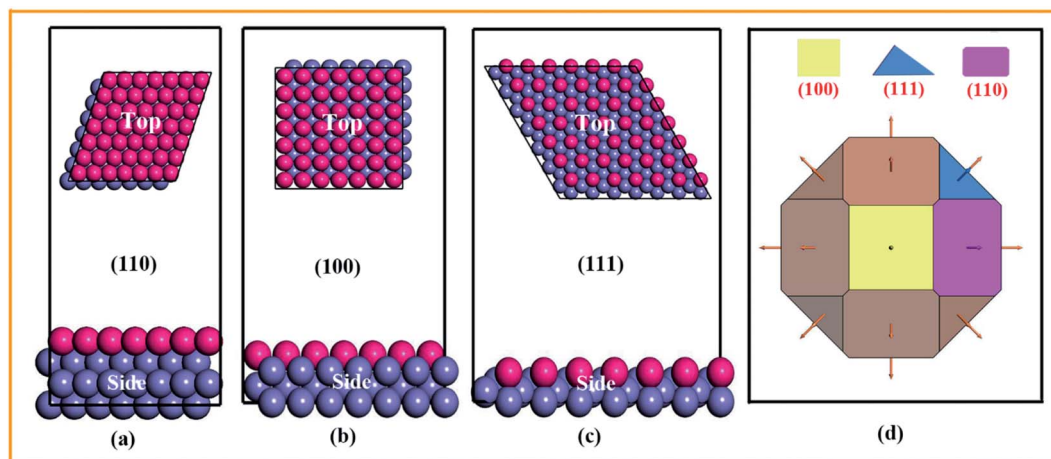 Top
(110)
Side
(a)
Top
(100)
Side
(b)
Top
(111)
Side
(c)
(100) (111) (110)
(d)